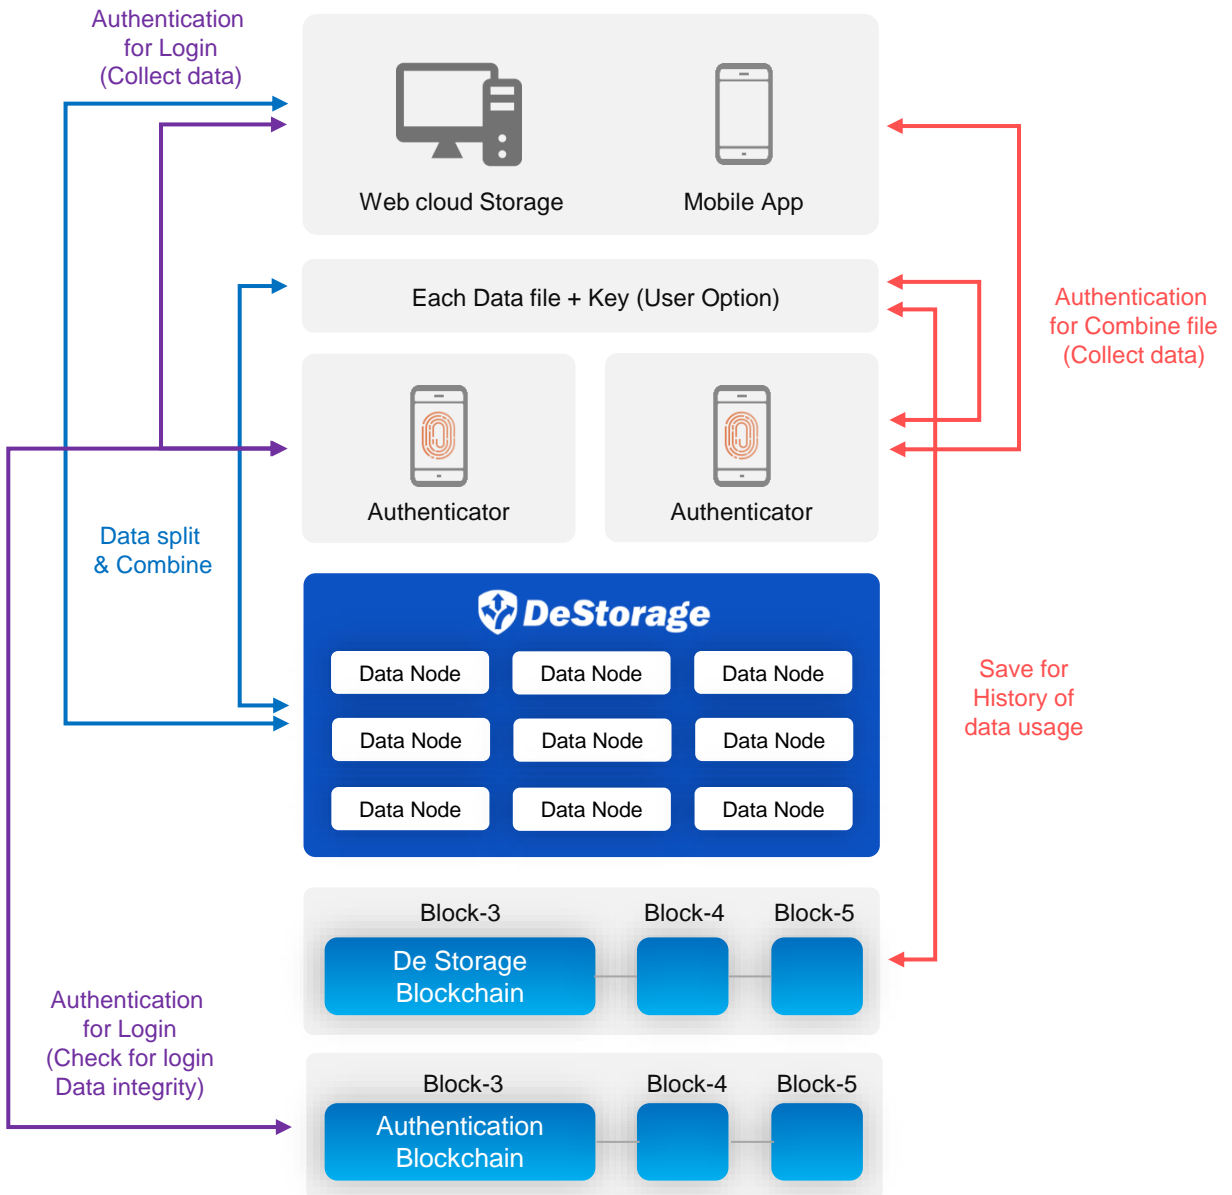 Authentication
for Login
(Collect data)
Web cloud Storage
Mobile App
Each Data file + Key (User Option)
Authentication
for Combine file
(Collect data)
Authenticator
Authenticator
Data split
& Combine
DeStorage
Data Node
Data Node
Data Node
Data Node
Data Node
Data Node
Data Node
Data Node
Data Node
Save for
History of
data usage
Block-3
Block-4
Block-5
De Storage
Blockchain
Authentication
for Login
(Check for login
Data integrity)
Block-3
Block-4
Block-5
Authentication
Blockchain